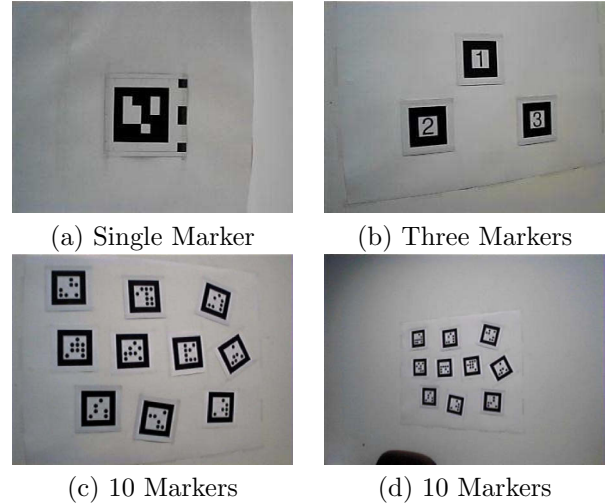 1
2
3
(a) Single Marker
(b) Three Markers
(c) 10 Markers
(d) 10 Markers